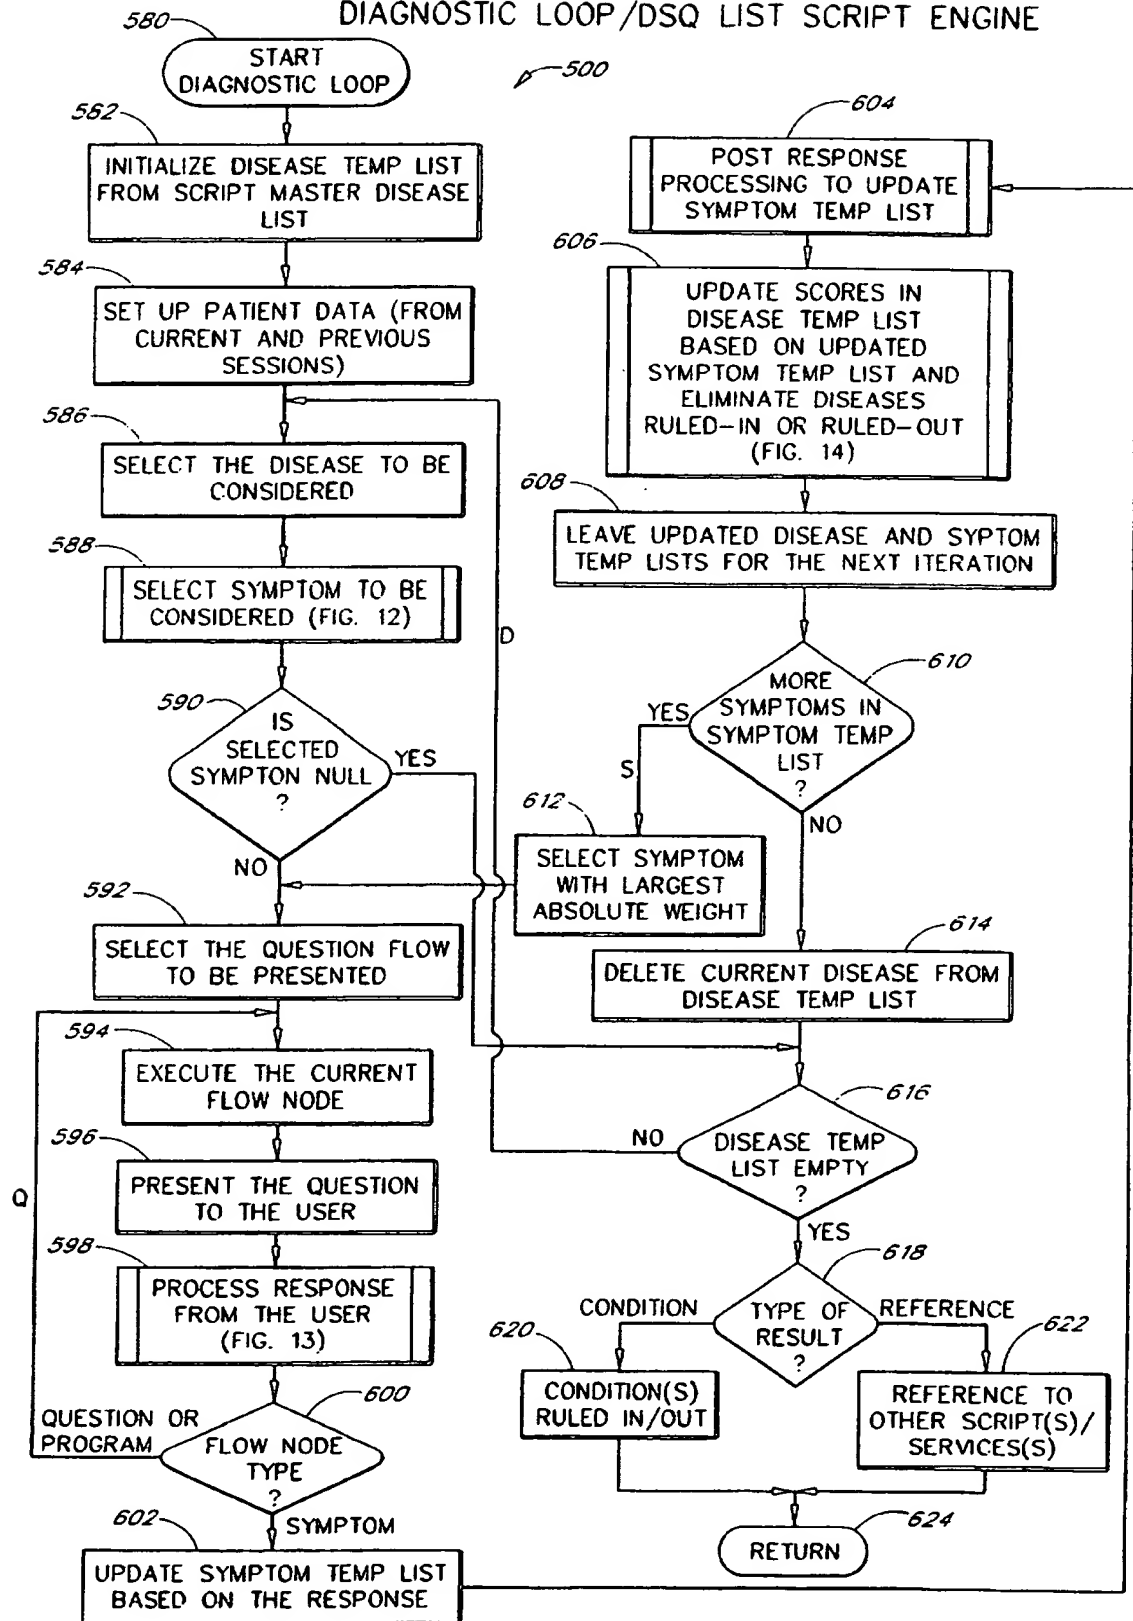 DIAGNOSTIC LOOP/DSQ LIST SCRIPT ENGINE
580
START
DIAGNOSTIC LOOP
500
562
INITIALIZE DISEASE TEMP LIST
FROM SCRIPT MASTER DISEASE
LIST
584
SET UP PATIENT DATA (FROM
CURRENT AND PREVIOUS
SESSIONS)
586
SELECT THE DISEASE TO BE
CONSIDERED
588
SELECT SYMPTOM TO BE
CONSIDERED (FIG. 12)
D
590
IS
SELECTED
SYMPTON NULL
?
YES
NO
592
SELECT THE QUESTION FLOW
TO BE PRESENTED
594
EXECUTE THE CURRENT
FLOW NODE
596
PRESENT THE QUESTION
TO THE USER
Q
598
PROCESS RESPONSE
FROM THE USER
(FIG. 13)
600
QUESTION OR
PROGRAM
FLOW NODE
TYPE
?
SYMPTOM
602
UPDATE SYMPTOM TEMP LIST
BASED ON THE RESPONSE
604
POST RESPONSE
PROCESSING TO UPDATE
SYMPTOM TEMP LIST
606
UPDATE SCORES IN
DISEASE TEMP LIST
BASED ON UPDATED
SYMPTOM TEMP LIST AND
ELIMINATE DISEASES
RULED-IN OR RULED-OUT
(FIG. 14)
608
LEAVE UPDATED DISEASE AND SYPTOM
TEMP LISTS FOR THE NEXT ITERATION
610
MORE
SYMPTOMS IN
SYMPTOM TEMP
LIST
?
YES
S
NO
612
SELECT SYMPTOM
WITH LARGEST
ABSOLUTE WEIGHT
614
DELETE CURRENT DISEASE FROM
DISEASE TEMP LIST
616
NO
DISEASE TEMP
LIST EMPTY
?
YES
618
CONDITION
TYPE OF
RESULT
?
REFERENCE
620
CONDITION(S)
RULED IN/OUT
622
REFERENCE TO
OTHER SCRIPT(S)/
SERVICES(S)
624
RETURN